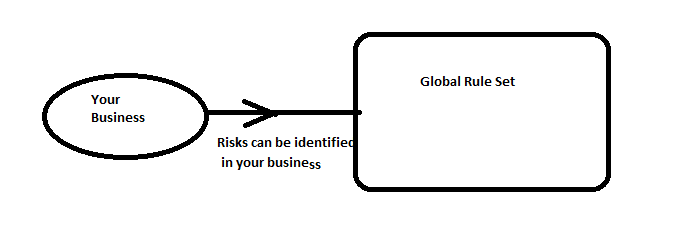 Your
Business
Global Rule Set
Risks can be identified
in your business